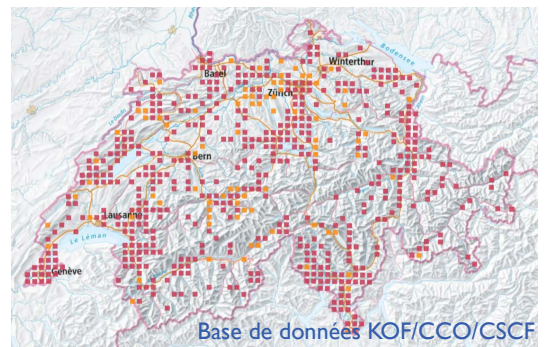 Bodensee
Basel
Winterthur
Zürich
Bern
Lausanne
Le Léman
Genève
Base de données KOF/CCO/CSCF